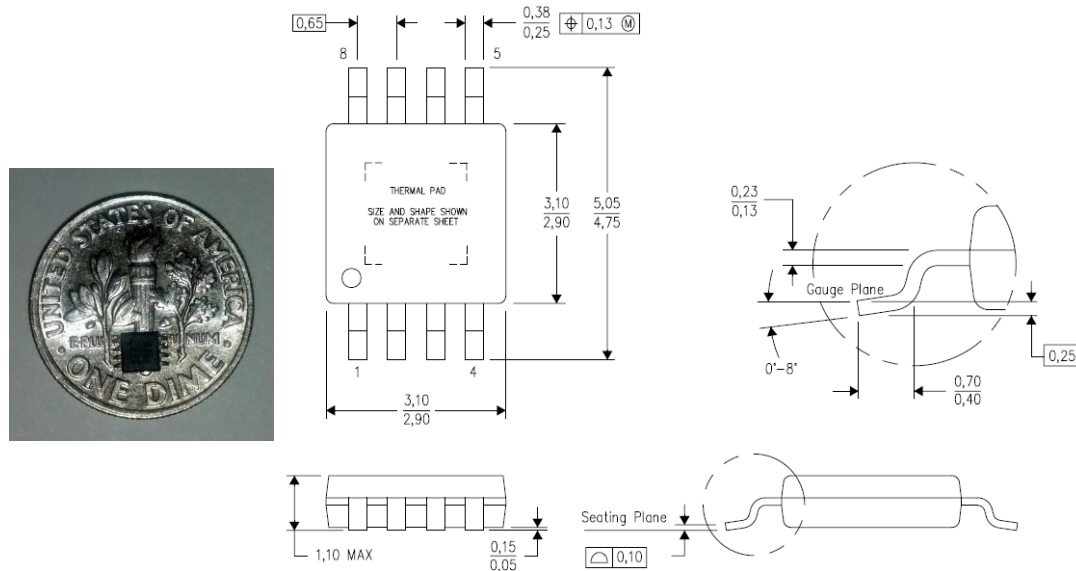 0,65
0,38
0,25
0,13 Ⓜ
8
5
THERMAL PAD
SIZE AND SHAPE SHOWN
ON SEPARATE SHEET
3,10
2,90
5,05
4,75
1
4
3,10
2,90
UNITED STATES OF AMERICA
E PLU
NUM
· ONE DIME ·
0,23
0,13
Gauge Plane
0°–8°
0,25
0,70
0,40
1,10 MAX
0,15
0,05
Seating Plane
0,10